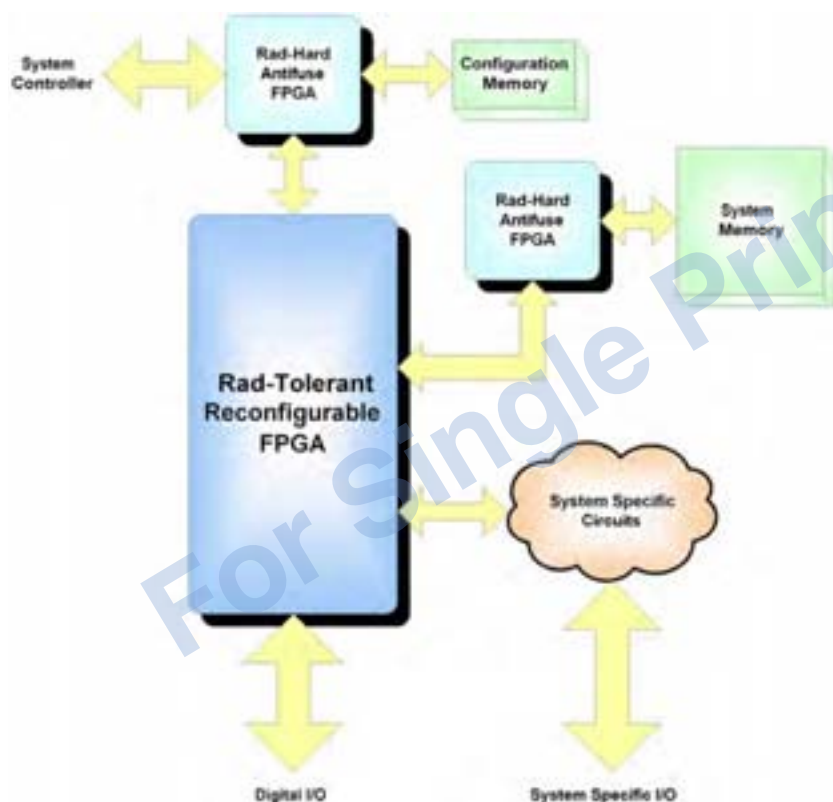 System
Controller
Rad-Hard
Antifuse
FPGA
Configuration
Memory
Rad-Hard
Antifuse
FPGA
System
Memory
Rad-Tolerant
Reconfigurable
FPGA
System Specific
Circuits
Digital I/O
System Specific I/O
For Single Prin